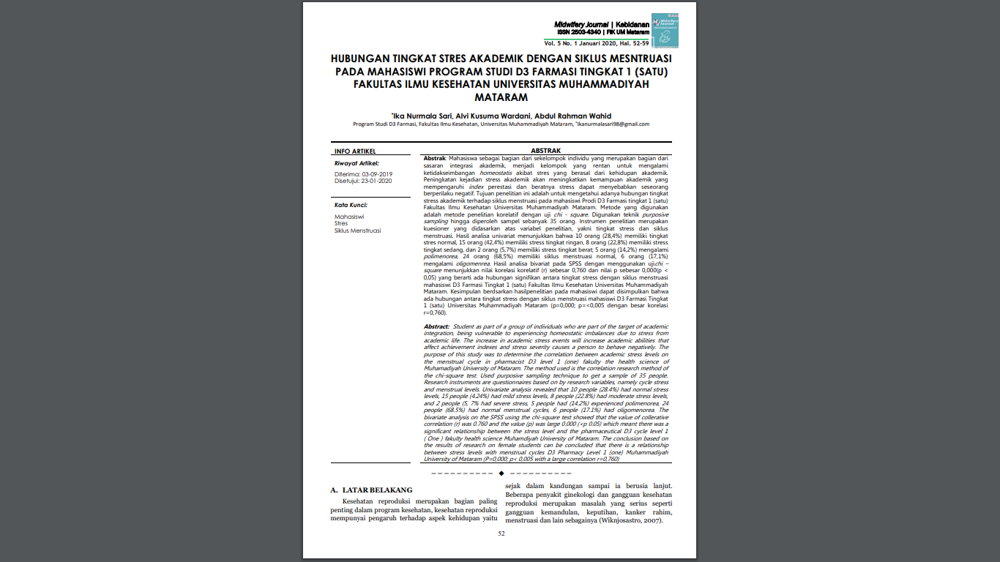 Midwifery Journal | Kebidanan
ISSN 2503-4340 | FIK UM Mataram
Vol. 5 No. 1 Januari 2020, Hal. 52-59
Midwifery
Journal
HUBUNGAN TINGKAT STRES AKADEMIK DENGAN SIKLUS MESNTRUASI
PADA MAHASISWI PROGRAM STUDI D3 FARMASI TINGKAT 1 (SATU)
FAKULTAS ILMU KESEHATAN UNIVERSITAS MUHAMMADIYAH
MATARAM
*Ika Nurmala Sari, Alvi Kusuma Wardani, Abdul Rahman Wahid
Program Studi D3 Farmasi, Fakultas Ilmu Kesehatan, Universitas Muhammadiyah Mataram, *Ikanurmalasari98@gmail.com
INFO ARTIKEL
Riwayat Artikel:
Diterima: 03-09-2019
Disetujui: 23-01-2020
Kata Kunci:
Mahasiswi
Stres
Siklus Menstruasi
ABSTRAK
Abstrak: Mahasiswa sebagai bagian dari sekelompok individu yang merupakan bagian dari
sasaran integrasi akademik, menjadi kelompok yang rentan untuk mengalami
ketidakseimbangan homeostatis akibat stres yang berasal dari kehidupan akademik.
Peningkatan kejadian stress akademik akan meningkatkan kemampuan akademik yang
mempengaruhi index perestasi dan beratnya stress dapat menyebabkan seseorang
berperilaku negatif. Tujuan penelitian ini adalah untuk mengetahui adanya hubungan tingkat
stress akademik terhadap siklus menstruasi pada mahasiswi Prodi D3 Farmasi tingkat 1 (satu)
Fakultas Ilmu Kesehatan Universitas Muhammadiyah Mataram. Metode yang digunakan
adalah metode penelitian korelatif dengan uji chi - square. Digunakan teknik purposive
sampling hingga diperoleh sampel sebanyak 35 orang. Instrumen penelitian merupakan
kuesioner yang didasarkan atas variabel penelitian, yakni tingkat stress dan siklus
menstruasi. Hasil analisa univariat menunjukkan bahwa 10 orang (28,4%) memiliki tingkat
stres normal, 15 orang (42,4%) memiliki stress tingkat ringan, 8 orang (22,8%) memiliki stress
tingkat sedang, dan 2 orang (5,7%) memiliki stress tingkat berat; 5 orang (14,2%) mengalami
polimenorea, 24 orang (68,5%) memiliki siklus menstruasi normal, 6 orang (17,1%)
mengalami oligomenrea. Hasil analisa bivariat pada SPSS dengan menggunakan ujichi –
square menunjukkan nilai korelasi korelatif (r) sebesar 0,760 dan nilai p sebesar 0,000(p <
0,05) yang berarti ada hubungan signifikan antara tingkat stress dengan siklus menstruasi
mahasiswi D3 Farmasi Tingkat 1 (satu) Fakultas Ilmu Kesehatan Universitas Muhammadiyah
Mataram. Kesimpulan berdsarkan hasilpenelitian pada mahasiswi dapat disimpulkan bahwa
ada hubungan antara tingkat stress dengan siklus menstruasi mahasiswi D3 Farmasi Tingkat
1 (satu) Universitas Muhammadiyah Mataram (p=0,000; p=<0,005 dengan besar korelasi
r=0,760).
Abstract: Student as part of a group of individuals who are part of the target of academic
integration, being vulnerable to experiencing homeostatic imbalances due to stress from
academic life. The increase in academic stress events will increase academic abilities that
affect achievement indexes and stress severity causes a person to behave negatively. The
purpose of this study was to determine the correlation between academic stress levels on
the menstrual cycle in pharmacist D3 level 1 (one) fakulty the health science of
Muhamadiyah University of Mataram. The method used is the correlation research method of
the chi-square test. Used purposive sampling technique to get a sample of 35 people.
Research instruments are questionnaires based on by research variables, namely cycle stress
and menstrual levels. Univariate analysis revealed that 10 people (28.4%) had normal stress
levels, 15 people (4.24%) had mild stress levels, 8 people (22.8%) had moderate stress levels,
and 2 people (5, 7% had severe stress, 5 people had (14.2%) experienced polimenorea, 24
people (68.5%) had normal menstrual cycles, 6 people (17.1%) had oligomenorea. The
bivariate analysis on the SPSS using the chi-square test showed that the value of collerative
correlation (r) was 0.760 and the value (p) was large 0.000 (<p 0.05) which meant there was a
significant relationship between the stress level and the pharmaceutical D3 cycle level 1
( One ) fakulty health science Muhamdiyah University of Mataram. The conclusion based on
the results of research on female students can be concluded that there is a relationship
between stress levels with menstrual cycles D3 Pharmacy Level 1 (one) Muhammadiyah
University of Mataram (P=0,000; p< 0,005 with a large correlation r=0,760)
A. LATAR BELAKANG
Kesehatan reproduksi merupakan bagian paling
penting dalam program kesehatan, kesehatan reproduksi
mempunyai pengaruh terhadap aspek kehidupan yaitu
sejak dalam kandungan sampai ia berusia lanjut.
Beberapa penyakit ginekologi dan gangguan kesehatan
reproduksi merupakan masalah yang serius seperti
gangguan kemandulan, keputihan, kanker rahim,
menstruasi dan lain sebagainya (Wiknjosastro, 2007).
52